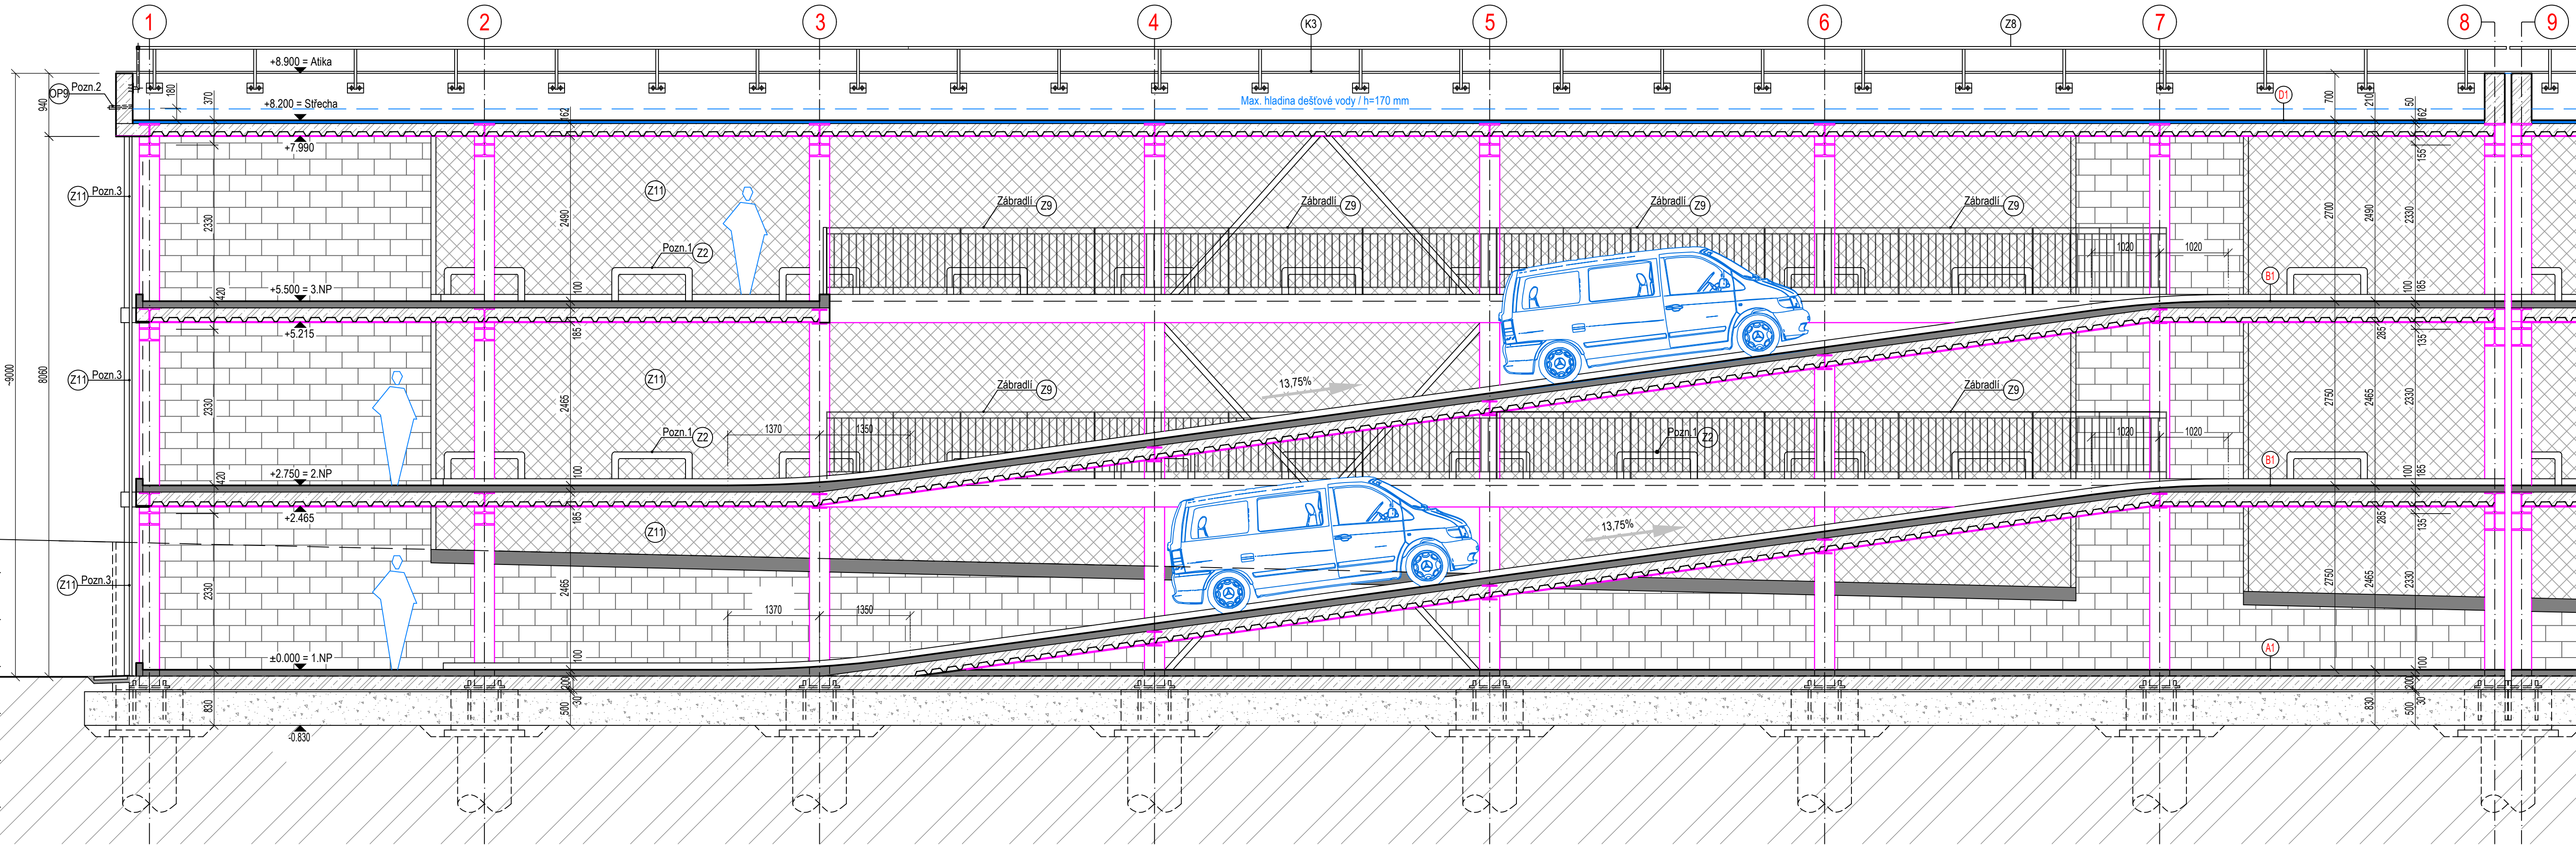 1 2 3 4 5 6 7 8 9
K3
Z8
+8.900 = Atika
OP9 Pozn.2
180
370
940
~9000
8060
+8.200 = Střecha
162
Max. hladina dešťové vody / h=170 mm
D1
700
210
50
162
+7.990
155
Z11 Pozn.3
2330
Z11
2490
Zábradlí Z9
Zábradlí Z9
Zábradlí Z9
Zábradlí Z9
2700
2490
2330
Pozn.1 Z2
1020
1020
B1
+5.500 = 3.NP
420
100
100
185
+5.215
185
285
135
Z11 Pozn.3
Z11
13,75%
2330
2465
Zábradlí Z9
Zábradlí Z9
2750
2465
2330
Pozn.1 Z2
1370
1350
Pozn.1 Z2
1020
1020
B1
+2.750 = 2.NP
420
100
100
185
+2.465
185
285
135
Z11
13,75%
Z11 Pozn.3
2330
2465
2750
2465
2330
1370
1350
±0.000 = 1.NP
100
A1
100
200
200
830
500
30
830
500
30
-0.830